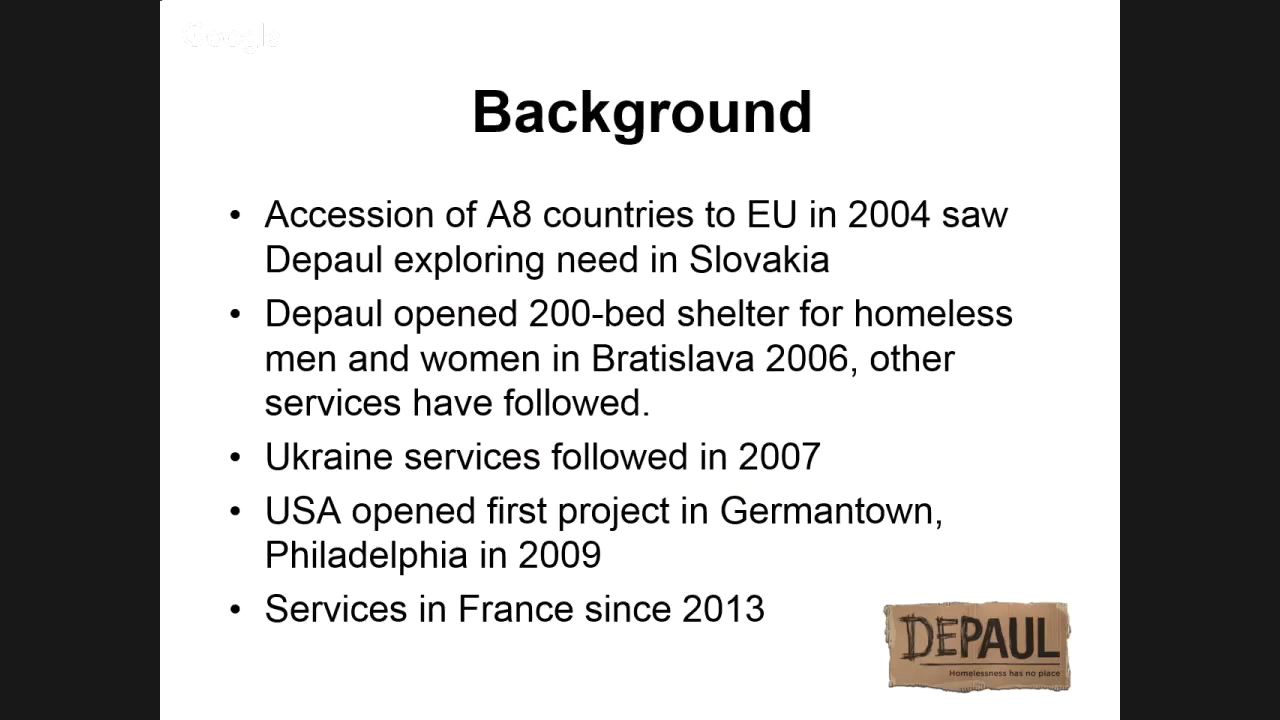 Google
Background
• Accession of A8 countries to EU in 2004 saw
Depaul exploring need in Slovakia
• Depaul opened 200-bed shelter for homeless
men and women in Bratislava 2006, other
services have followed.
• Ukraine services followed in 2007
• USA opened first project in Germantown,
Philadelphia in 2009
• Services in France since 2013
DEPAUL
Homelessness has no place